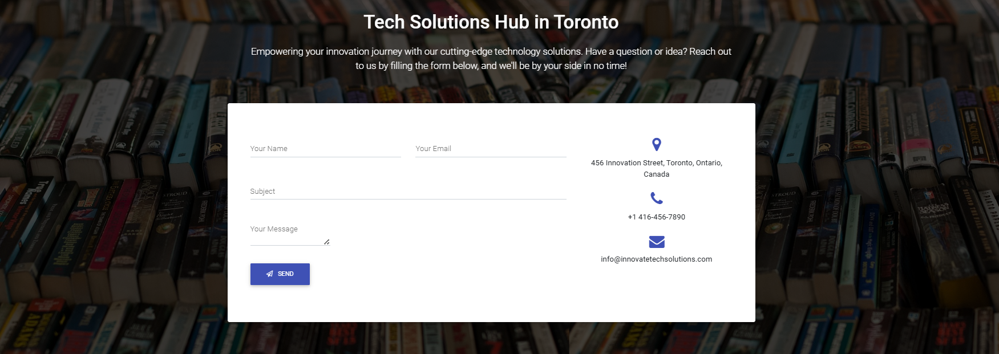 Tech Solutions Hub in Toronto
Empowering your innovation journey with our cutting-edge technology solutions. Have a question or idea? Reach out
to us by filling the form below, and we'll be by your side in no time!
Your Name
Your Email
Subject
Your Message
SEND
456 Innovation Street, Toronto, Ontario,
Canada
+1 416-456-7890
info@innovatetechsolutions.com
STROUD
STROUD